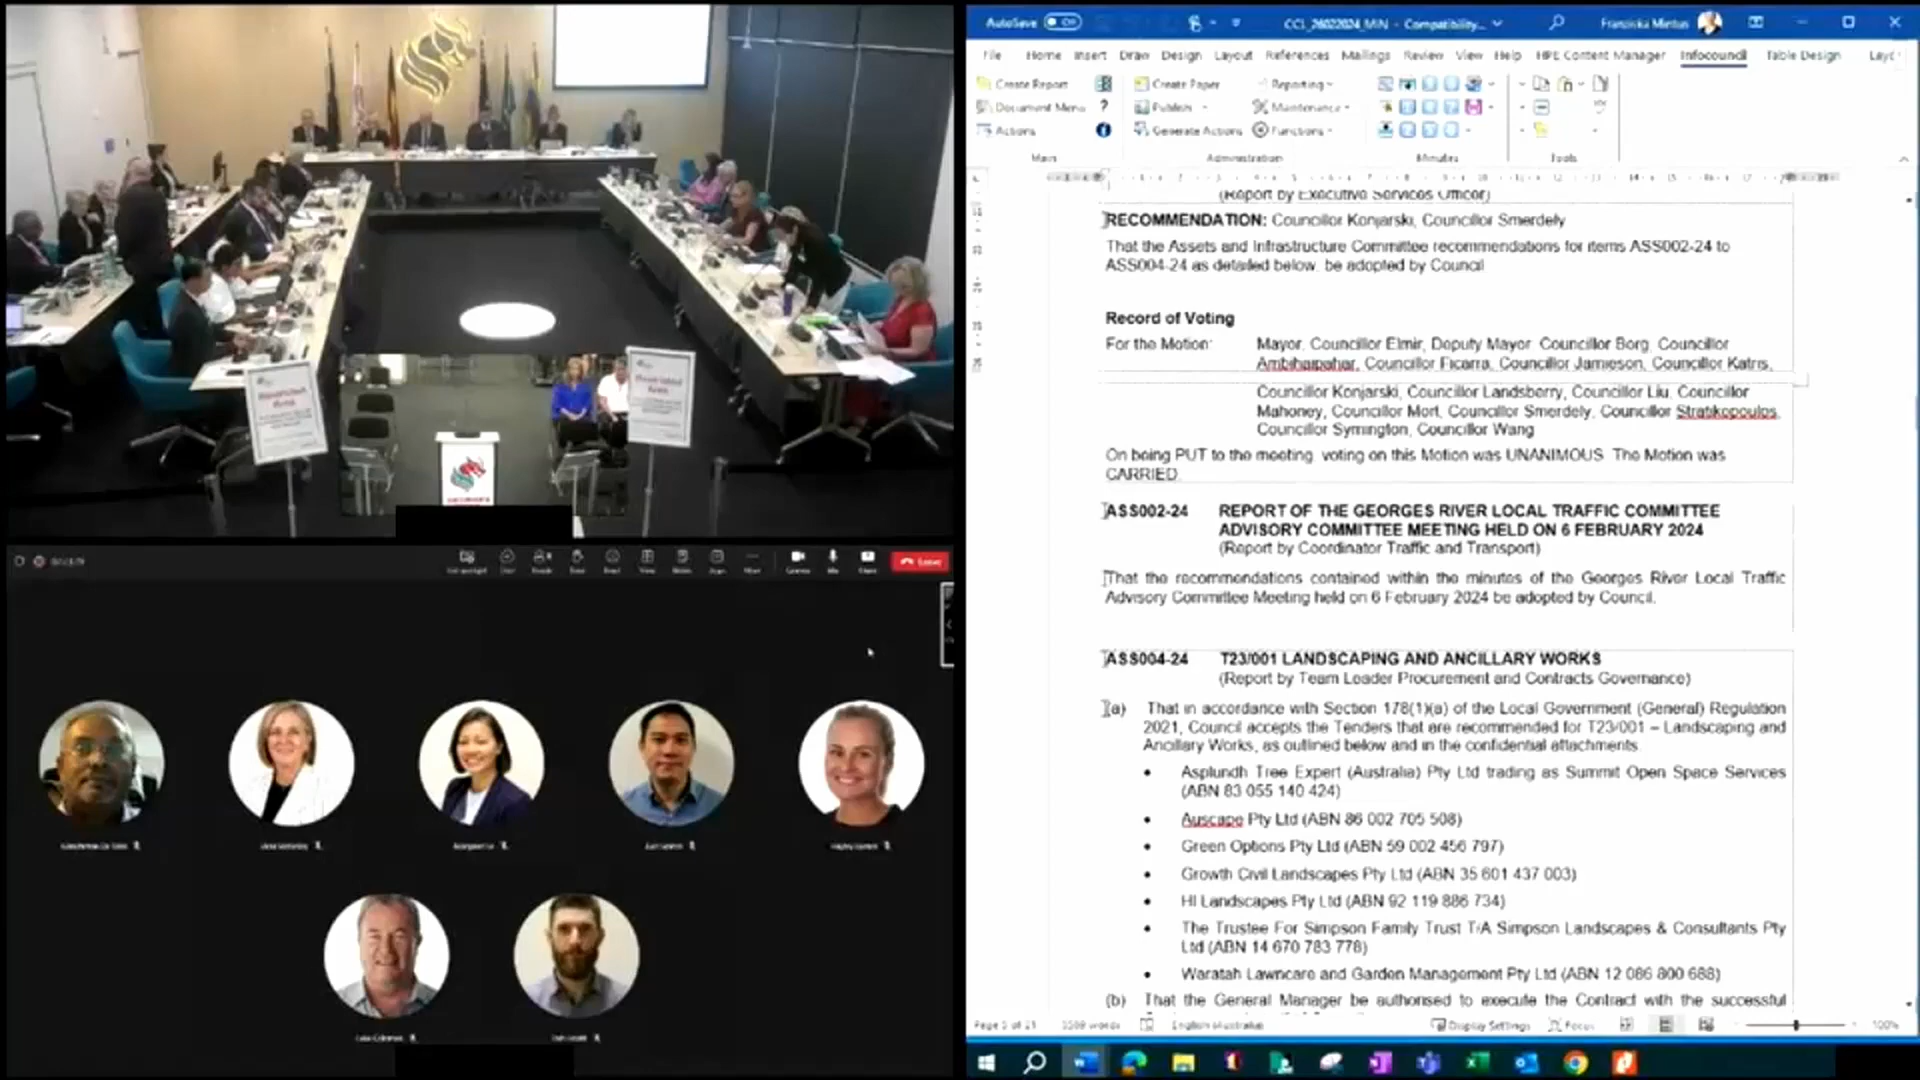 AutoSave Off
CCL_26022024_MIN - Compatibility...
Franziska Mintus
File Home Insert Draw Design Layout References Mailings Review View Help HPE Content Manager Infocouncil Table Design
Create Report
Create Paper
Reporting
Document Menu
?
Publish
Maintenance
Actions
Generate Actions
Functions
Main
Administration
Minutes
Tools
(Report by Executive Services Officer)
RECOMMENDATION: Councillor Konjarski, Councillor Smerdely
That the Assets and Infrastructure Committee recommendations for items ASS002-24 to
ASS004-24 as detailed below, be adopted by Council
Record of Voting
For the Motion: Mayor, Councillor Elmir, Deputy Mayor, Councillor Borg, Councillor
Ambihaipahar, Councillor Ficarra, Councillor Jamieson, Councillor Katris,
Councillor Konjarski, Councillor Landsberry, Councillor Liu, Councillor
Mahoney, Councillor Mort, Councillor Smerdely, Councillor Stratikopoulos,
Councillor Symington, Councillor Wang
On being PUT to the meeting, voting on this Motion was UNANIMOUS. The Motion was
CARRIED.
ASS002-24 REPORT OF THE GEORGES RIVER LOCAL TRAFFIC COMMITTEE
ADVISORY COMMITTEE MEETING HELD ON 6 FEBRUARY 2024
(Report by Coordinator Traffic and Transport)
That the recommendations contained within the minutes of the Georges River Local Traffic
Advisory Committee Meeting held on 6 February 2024 be adopted by Council.
ASS004-24 T23/001 LANDSCAPING AND ANCILLARY WORKS
(Report by Team Leader Procurement and Contracts Governance)
(a) That in accordance with Section 178(1)(a) of the Local Government (General) Regulation
2021, Council accepts the Tenders that are recommended for T23/001 – Landscaping and
Ancillary Works, as outlined below and in the confidential attachments.
• Asplundh Tree Expert (Australia) Pty Ltd trading as Summit Open Space Services
(ABN 83 055 140 424)
• Auscape Pty Ltd (ABN 86 002 705 508)
• Green Options Pty Ltd (ABN 59 002 456 797)
• Growth Civil Landscapes Pty Ltd (ABN 35 601 437 003)
• HI Landscapes Pty Ltd (ABN 92 119 886 734)
• The Trustee For Simpson Family Trust T/A Simpson Landscapes & Consultants Pty
Ltd (ABN 14 670 783 778)
• Waratah Lawncare and Garden Management Pty Ltd (ABN 12 086 800 688)
(b) That the General Manager be authorised to execute the Contract with the successful
English (Australia)
Display Settings
Focus
100%
Leave